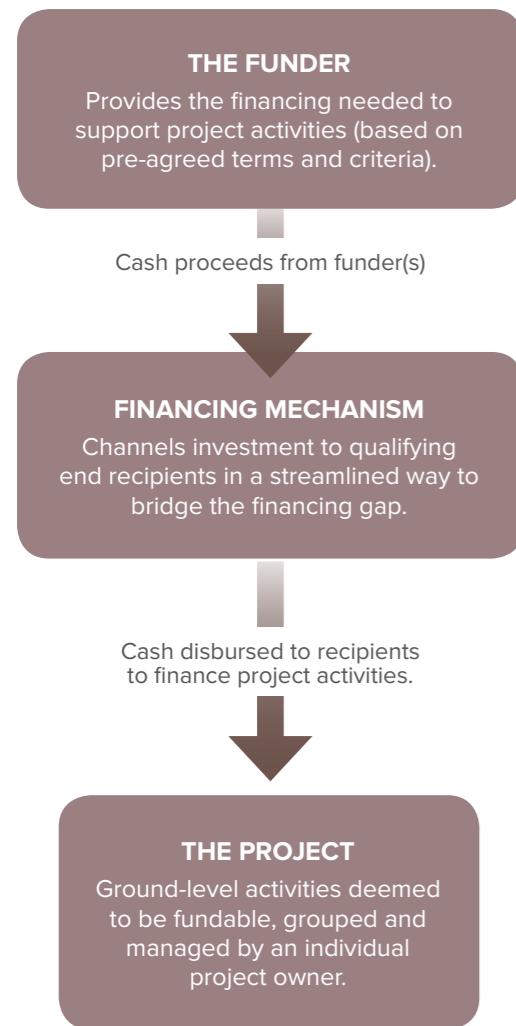 THE FUNDER
Provides the financing needed to
support project activities (based on
pre-agreed terms and criteria).
Cash proceeds from funder(s)
FINANCING MECHANISM
Channels investment to qualifying
end recipients in a streamlined way to
bridge the financing gap.
Cash disbursed to recipients
to finance project activities.
THE PROJECT
Ground-level activities deemed
to be fundable, grouped and
managed by an individual
project owner.